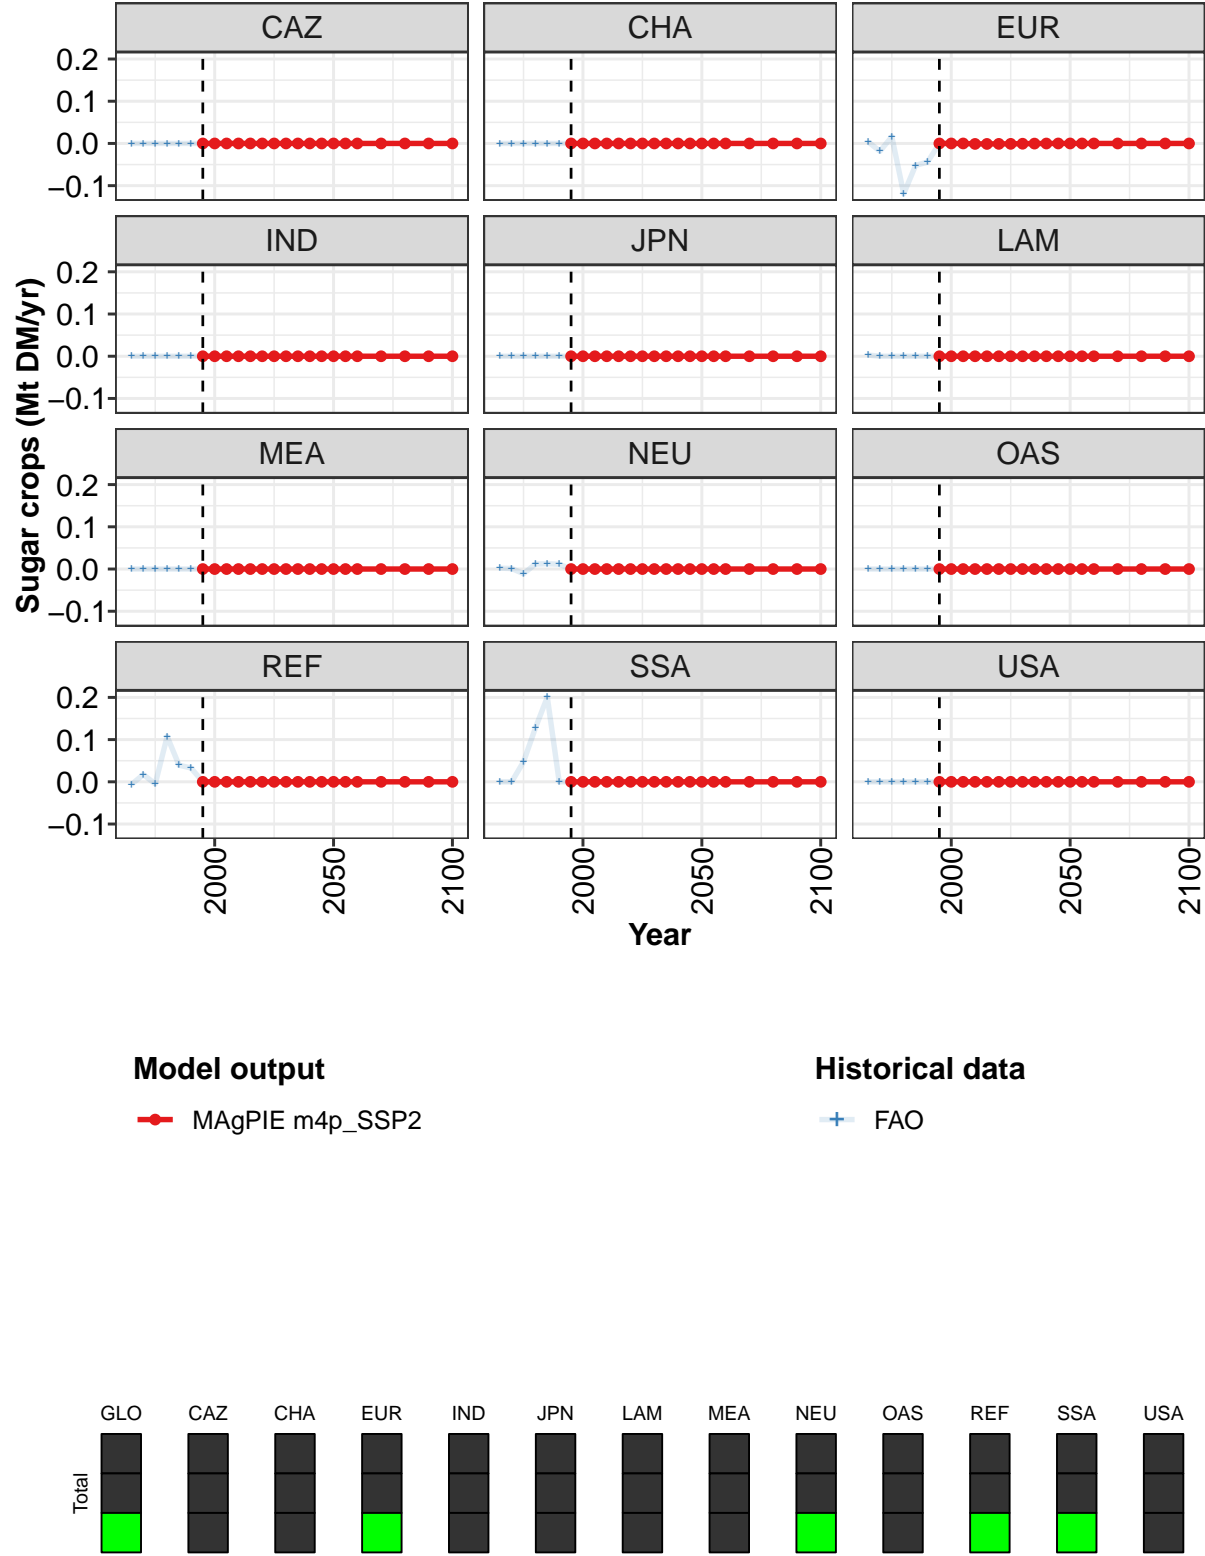 CAZ CHA EUR
0.2
0.1
0.0
−0.1
IND JPN LAM
0.2
0.1
0.0
−0.1
MEA NEU OAS
0.2
0.1
0.0
−0.1
REF SSA USA
0.2
0.1
0.0
−0.1
Sugar crops (Mt DM/yr)
2000 2050 2100 2000 2050 2100 2000 2050 2100
Year
Model output Historical data
MAgPIE m4p_SSP2 FAO
GLO CAZ CHA EUR IND JPN LAM MEA NEU OAS REF SSA USA
Total